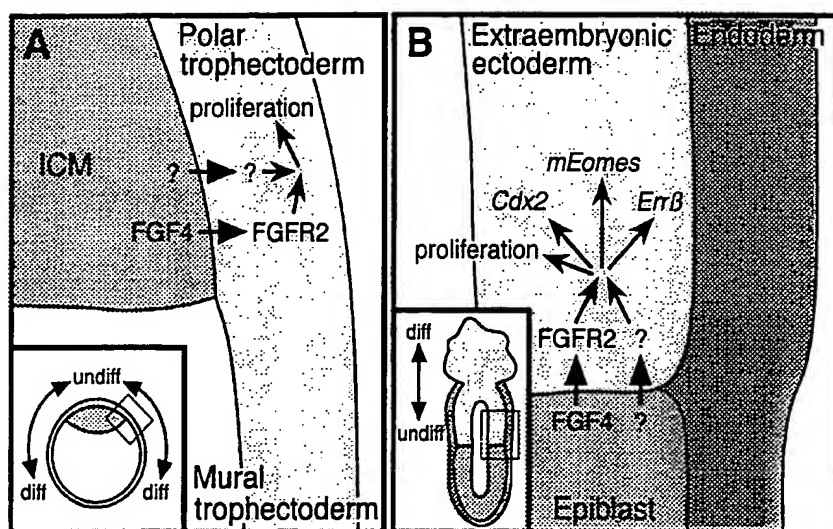 A
Polar
trophectoderm
proliferation
ICM
? ?
FGF4 FGFR2
undiff
diff diff
Mural
trophectoderm
B
Extraembryonic
ectoderm
Endoderm
mEomes
Cdx2 Errß
proliferation
FGFR2 ?
diff
undiff
FGF4 ?
Epiblast